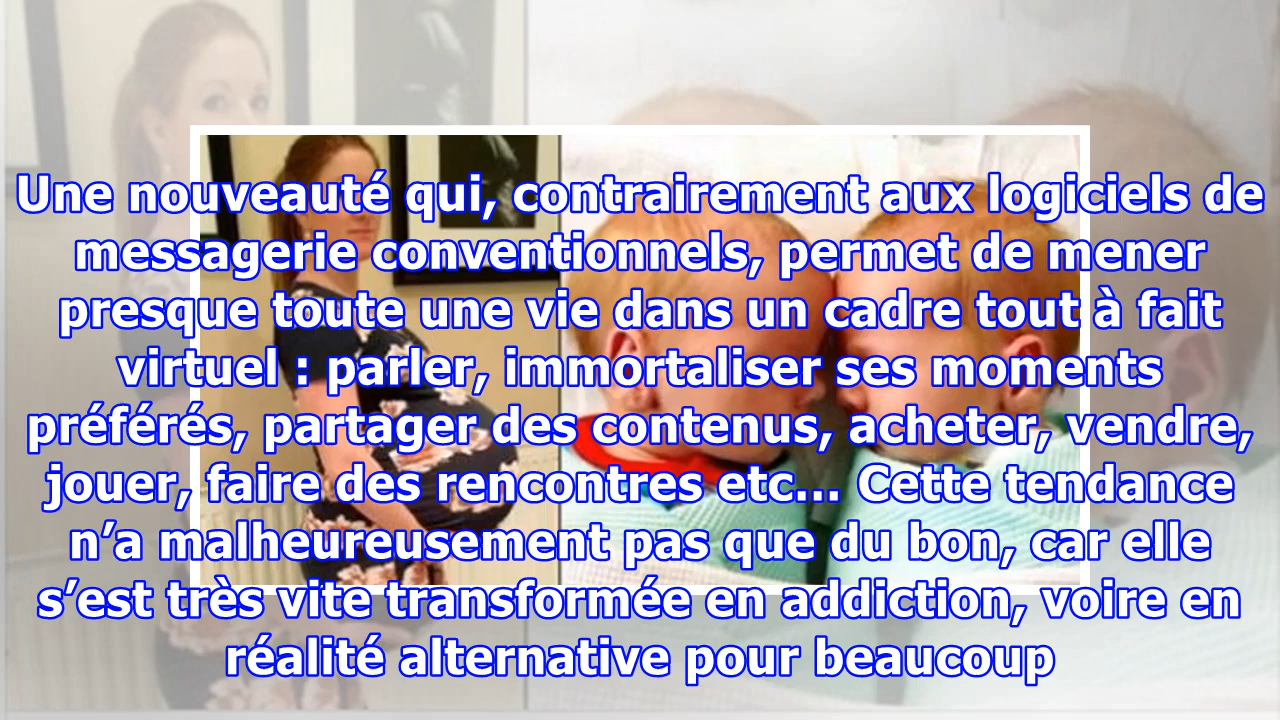 Une nouveauté qui, contrairement aux logiciels de
messagerie conventionnels, permet de mener
presque toute une vie dans un cadre tout à fait
virtuel : parler, immortaliser ses moments
préférés, partager des contenus, acheter, vendre,
jouer, faire des rencontres etc... Cette tendance
n’a malheureusement pas que du bon, car elle
s’est très vite transformée en addiction, voire en
réalité alternative pour beaucoup